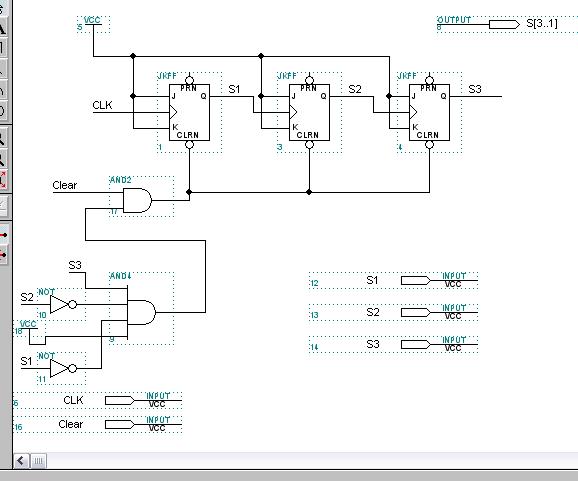 VCC
5
OUTPUT
8
S[3..1]
JKFF
PRN
J
Q
K
CLRN
1
S1
JKFF
PRN
J
Q
K
CLRN
3
S2
JKFF
PRN
J
Q
K
CLRN
4
S3
CLK
Clear
AND2
17
S3
AND4
9
S2
NOT
10
VCC
18
S1
NOT
11
12
S1
INPUT
VCC
13
S2
INPUT
VCC
14
S3
INPUT
VCC
6
CLK
INPUT
VCC
16
Clear
INPUT
VCC